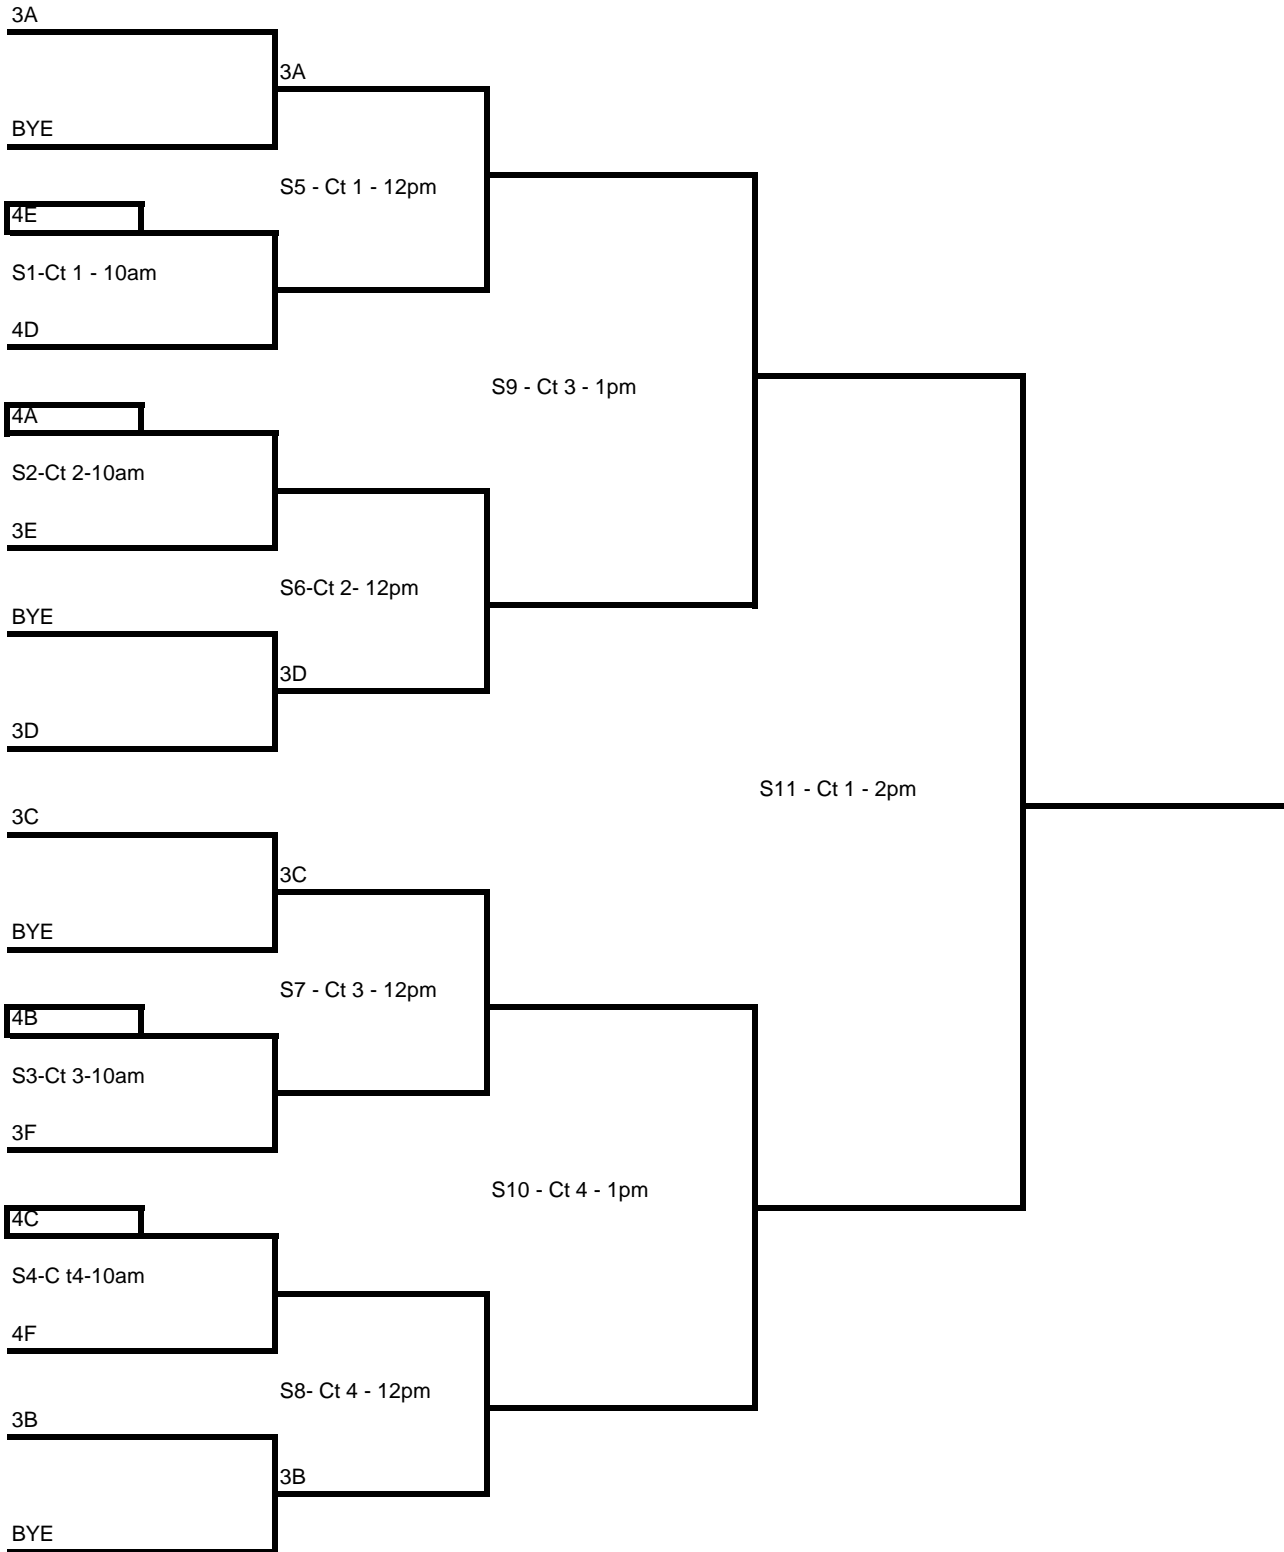 3A
3A
BYE
S5 - Ct 1 - 12pm
4E
S1-Ct 1 - 10am
4D
S9 - Ct 3 - 1pm
4A
S2-Ct 2-10am
3E
S6-Ct 2- 12pm
BYE
3D
3D
S11 - Ct 1 - 2pm
3C
3C
BYE
S7 - Ct 3 - 12pm
4B
S3-Ct 3-10am
3F
S10 - Ct 4 - 1pm
4C
S4-C t4-10am
4F
S8- Ct 4 - 12pm
3B
3B
BYE